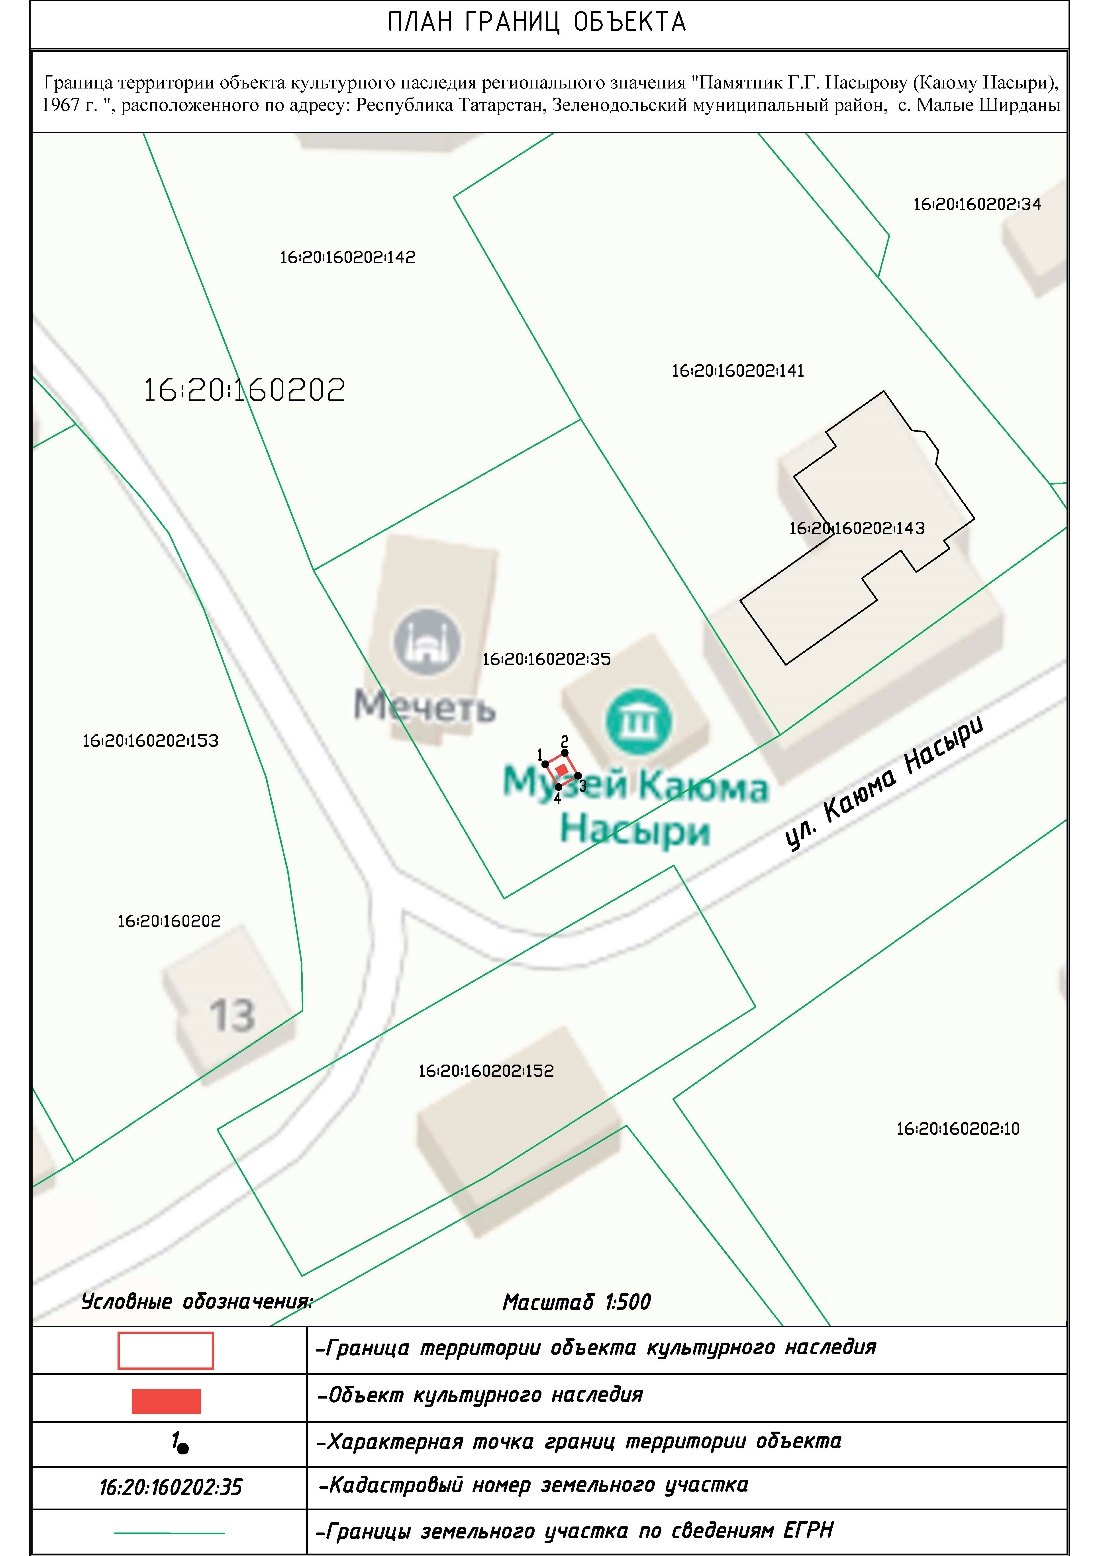 ПЛАН ГРАНИЦ ОБЪЕКТА
Граница территории объекта культурного наследия регионального значения "Памятник Г.Г. Насырову (Каюму Насыри),
1967 г. ", расположенного по адресу: Республика Татарстан, Зеленодольский муниципальный район, с. Малые Ширданы
16:20:160202:34
16:20:160202:142
16:20:160202:141
16:20:160202
16:20:160202:143
16:20:160202:35
Мечеть
16:20:160202:153
1
2
3
4
Музей Каюма
Насыри
ул. Каюма Насыри
16:20:160202
13
16:20:160202:152
16:20:160202:10
Условные обозначения:
Масштаб 1:500
-Граница территории объекта культурного наследия
-Объект культурного наследия
1
-Характерная точка границ территории объекта
16:20:160202:35
-Кадастровый номер земельного участка
-Границы земельного участка по сведениям ЕГРН